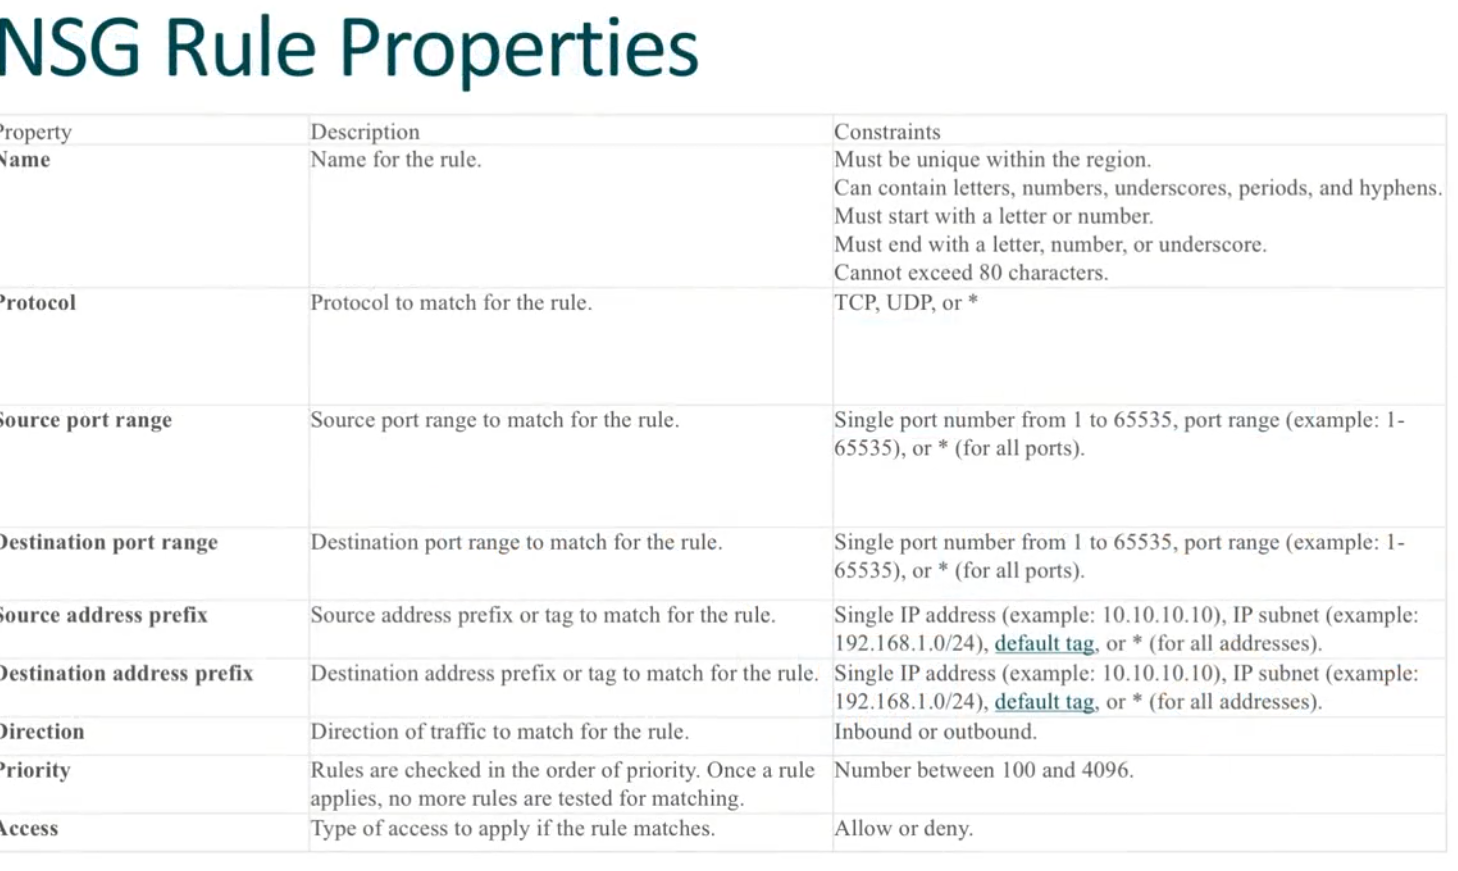 NSG Rule Properties
Property Description Constraints
Name Name for the rule. Must be unique within the region.
Can contain letters, numbers, underscores, periods, and hyphens.
Must start with a letter or number.
Must end with a letter, number, or underscore.
Cannot exceed 80 characters.
Protocol Protocol to match for the rule. TCP, UDP, or *
Source port range Source port range to match for the rule. Single port number from 1 to 65535, port range (example: 1-
65535), or * (for all ports).
Destination port range Destination port range to match for the rule. Single port number from 1 to 65535, port range (example: 1-
65535), or * (for all ports).
Source address prefix Source address prefix or tag to match for the rule. Single IP address (example: 10.10.10.10), IP subnet (example:
192.168.1.0/24), default tag, or * (for all addresses).
Destination address prefix Destination address prefix or tag to match for the rule. Single IP address (example: 10.10.10.10), IP subnet (example:
192.168.1.0/24), default tag, or * (for all addresses).
Direction Direction of traffic to match for the rule. Inbound or outbound.
Priority Rules are checked in the order of priority. Once a rule Number between 100 and 4096.
applies, no more rules are tested for matching.
Access Type of access to apply if the rule matches. Allow or deny.